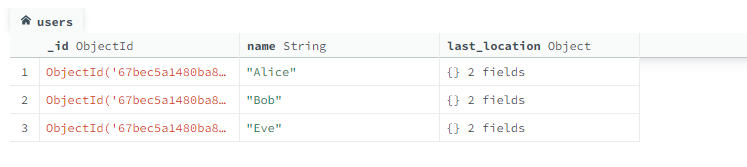 users
_id ObjectId name String last_location Object
1 ObjectId('67bec5a1480ba8… "Alice" {} 2 fields
2 ObjectId('67bec5a1480ba8… "Bob" {} 2 fields
3 ObjectId('67bec5a1480ba8… "Eve" {} 2 fields